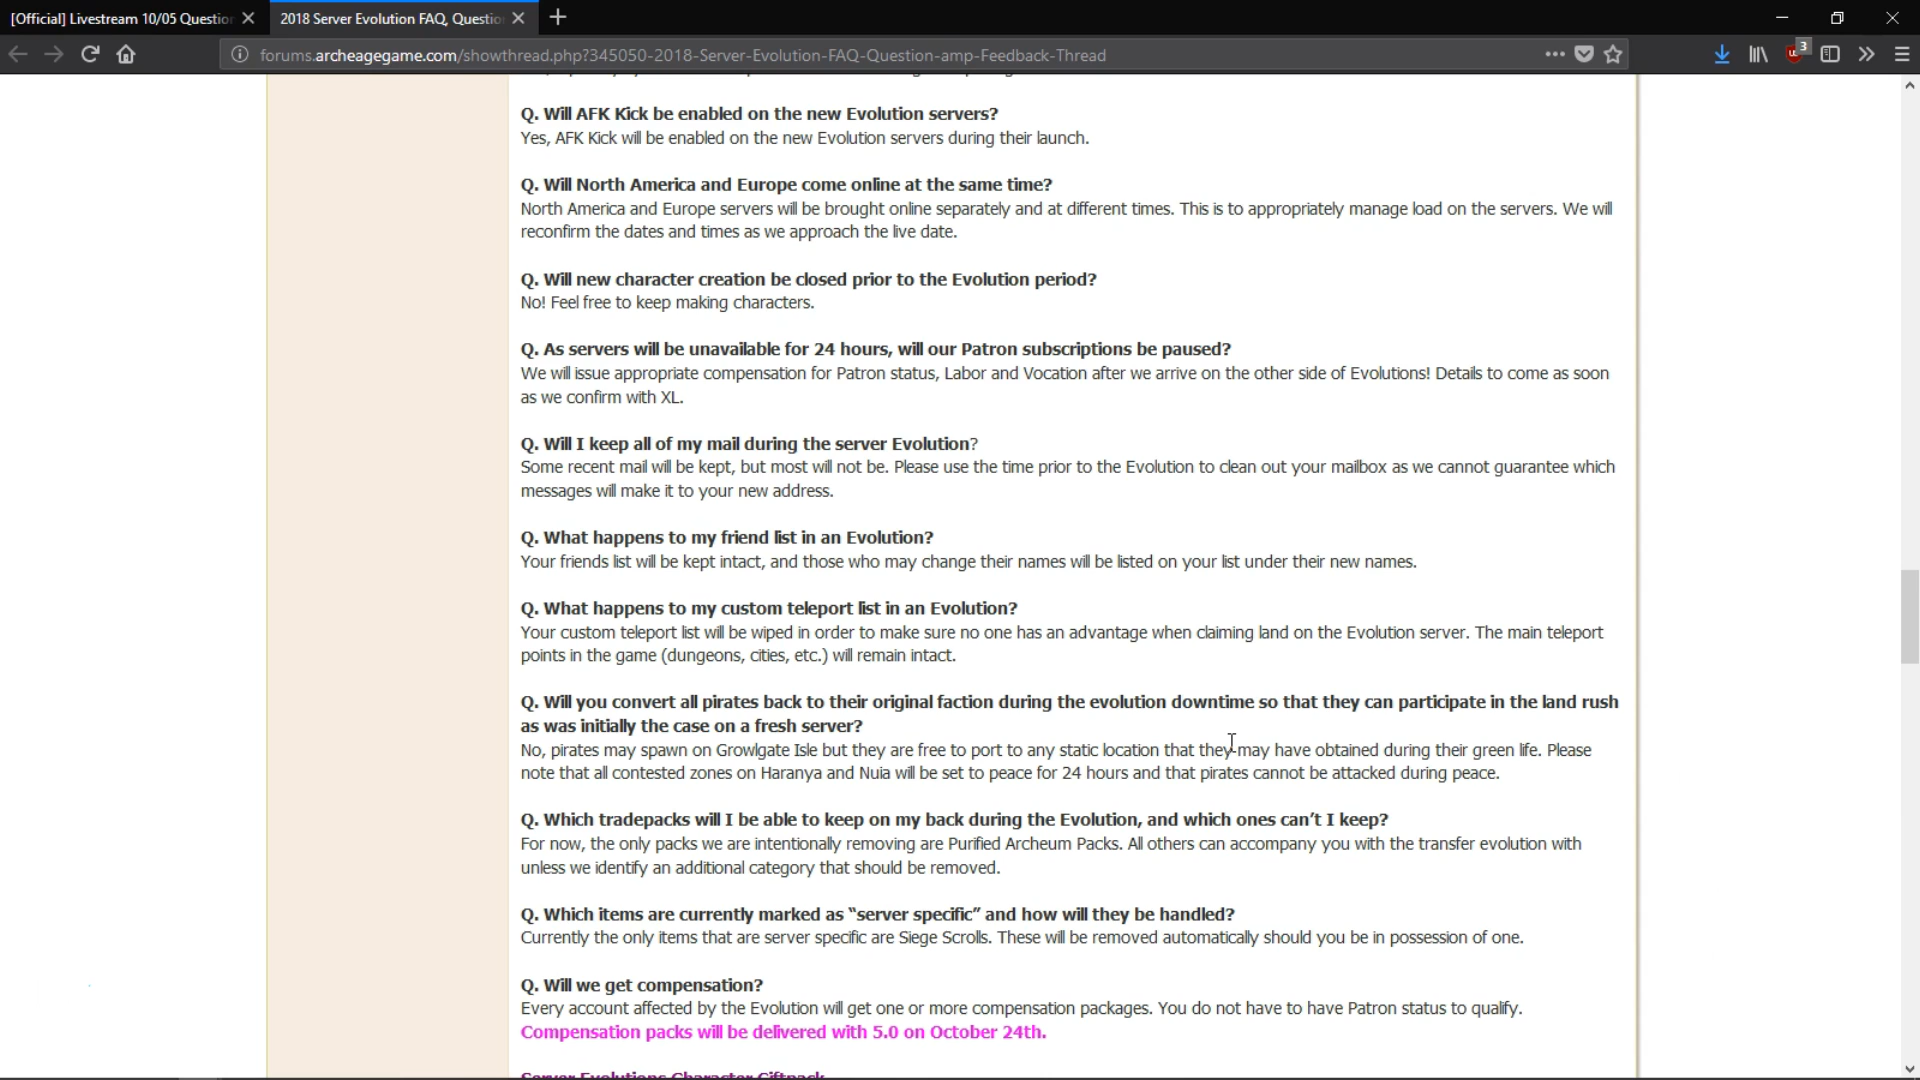 [Official] Livestream 10/05 Questio
2018 Server Evolution FAQ, Questio
forums.archeagegame.com/showthread.php?345050-2018-Server-Evolution-FAQ-Question-amp-Feedback-Thread
3
Q. Will AFK Kick be enabled on the new Evolution servers?
Yes, AFK Kick will be enabled on the new Evolution servers during their launch.
Q. Will North America and Europe come online at the same time?
North America and Europe servers will be brought online separately and at different times. This is to appropriately manage load on the servers. We will
reconfirm the dates and times as we approach the live date.
Q. Will new character creation be closed prior to the Evolution period?
No! Feel free to keep making characters.
Q. As servers will be unavailable for 24 hours, will our Patron subscriptions be paused?
We will issue appropriate compensation for Patron status, Labor and Vocation after we arrive on the other side of Evolutions! Details to come as soon
as we confirm with XL.
Q. Will I keep all of my mail during the server Evolution?
Some recent mail will be kept, but most will not be. Please use the time prior to the Evolution to clean out your mailbox as we cannot guarantee which
messages will make it to your new address.
Q. What happens to my friend list in an Evolution?
Your friends list will be kept intact, and those who may change their names will be listed on your list under their new names.
Q. What happens to my custom teleport list in an Evolution?
Your custom teleport list will be wiped in order to make sure no one has an advantage when claiming land on the Evolution server. The main teleport
points in the game (dungeons, cities, etc.) will remain intact.
Q. Will you convert all pirates back to their original faction during the evolution downtime so that they can participate in the land rush
as was initially the case on a fresh server?
No, pirates may spawn on Growlgate Isle but they are free to port to any static location that they may have obtained during their green life. Please
note that all contested zones on Haranya and Nuia will be set to peace for 24 hours and that pirates cannot be attacked during peace.
Q. Which tradepacks will I be able to keep on my back during the Evolution, and which ones can't I keep?
For now, the only packs we are intentionally removing are Purified Archeum Packs. All others can accompany you with the transfer evolution with
unless we identify an additional category that should be removed.
Q. Which items are currently marked as "server specific" and how will they be handled?
Currently the only items that are server specific are Siege Scrolls. These will be removed automatically should you be in possession of one.
Q. Will we get compensation?
Every account affected by the Evolution will get one or more compensation packages. You do not have to have Patron status to qualify.
Compensation packs will be delivered with 5.0 on October 24th.
Server Evolutions Character Giftpack